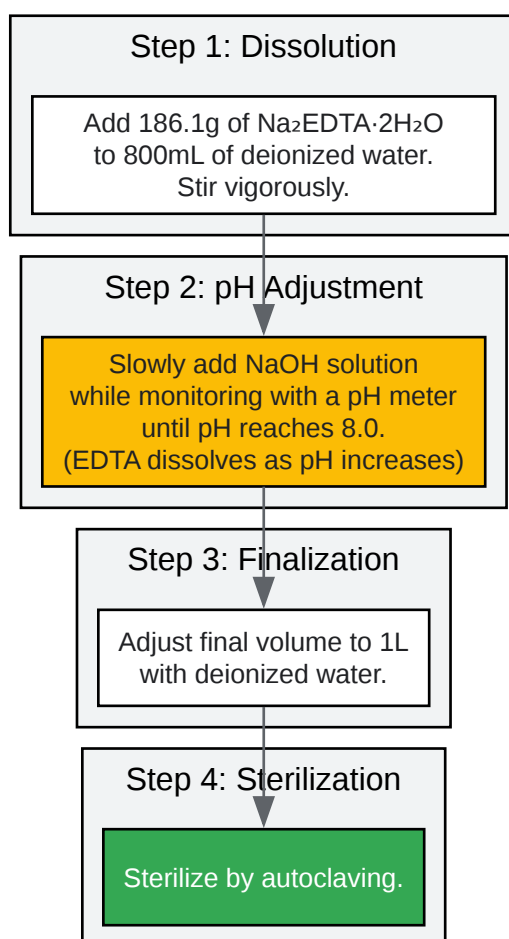 Step 1: Dissolution
Add 186.1g of Na₂EDTA·2H₂O
to 800mL of deionized water.
Stir vigorously.
Step 2: pH Adjustment
Slowly add NaOH solution
while monitoring with a pH meter
until pH reaches 8.0.
(EDTA dissolves as pH increases)
Step 3: Finalization
Adjust final volume to 1L
with deionized water.
Step 4: Sterilization
Sterilize by autoclaving.